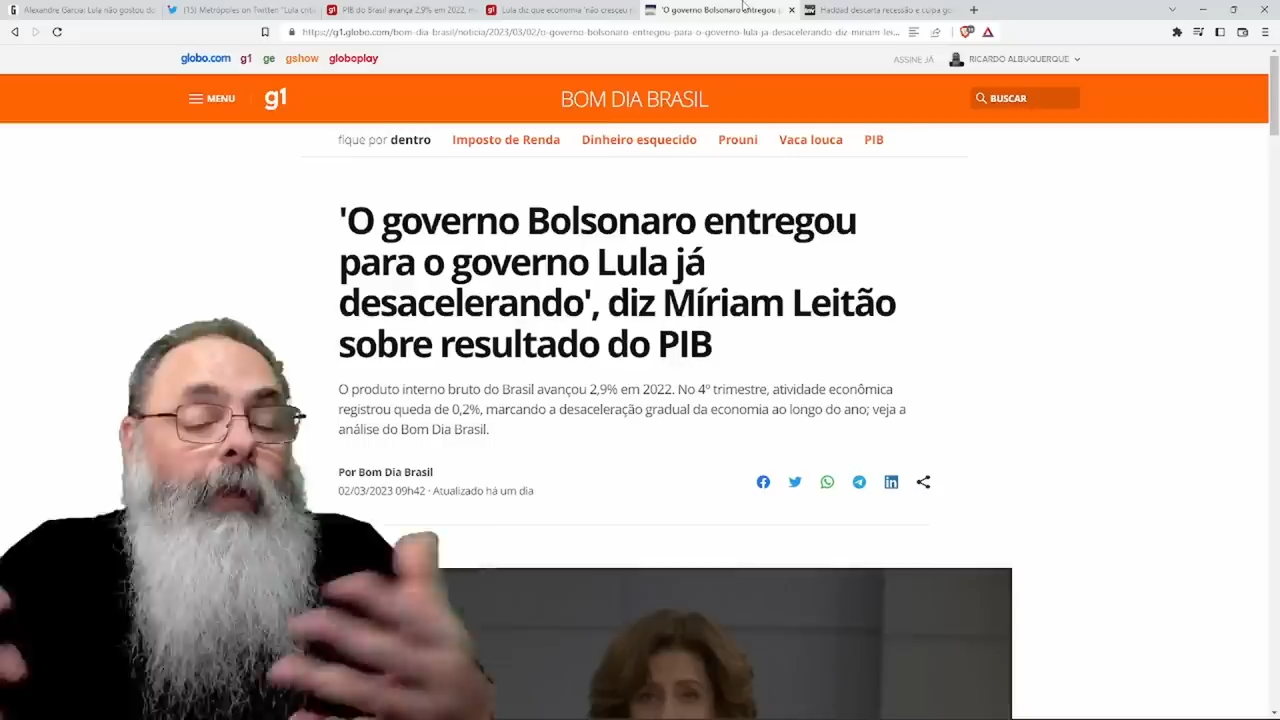 Alexandre Garcia: Lula não gostou do
(15) Metrópoles on Twitter: "Lula criti
PIB do Brasil avança 2,9% em 2022, m
Lula diz que economia 'não cresceu n
'O governo Bolsonaro entregou p
Haddad descarta recessão e culpa go
https://g1.globo.com/bom-dia-brasil/noticia/2023/03/02/o-governo-bolsonaro-entregou-para-o-governo-lula-ja-desacelerando-diz-miriam-lei...
globo.com g1 ge gshow globoplay
ASSINE JÁ RICARDO ALBUQUERQUE
MENU g1 BOM DIA BRASIL BUSCAR
fique por dentro Imposto de Renda Dinheiro esquecido Prouni Vaca louca PIB
'O governo Bolsonaro entregou
para o governo Lula já
desacelerando', diz Míriam Leitão
sobre resultado do PIB
O produto interno bruto do Brasil avançou 2,9% em 2022. No 4º trimestre, atividade econômica
registrou queda de 0,2%, marcando a desaceleração gradual da economia ao longo do ano; veja a
análise do Bom Dia Brasil.
Por Bom Dia Brasil
02/03/2023 09h42 · Atualizado há um dia